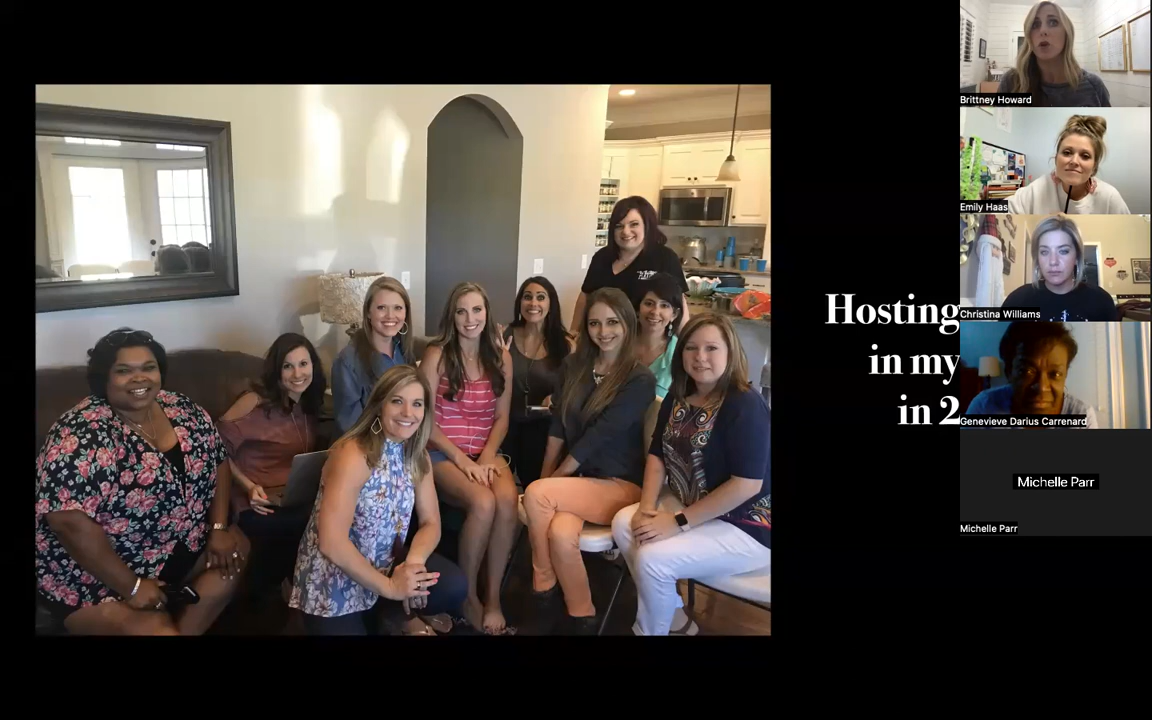 Hosting
in my
in 2
Brittney Howard
Emily Haas
Christina Williams
Genevieve Darius Carrenard
Michelle Parr
Michelle Parr